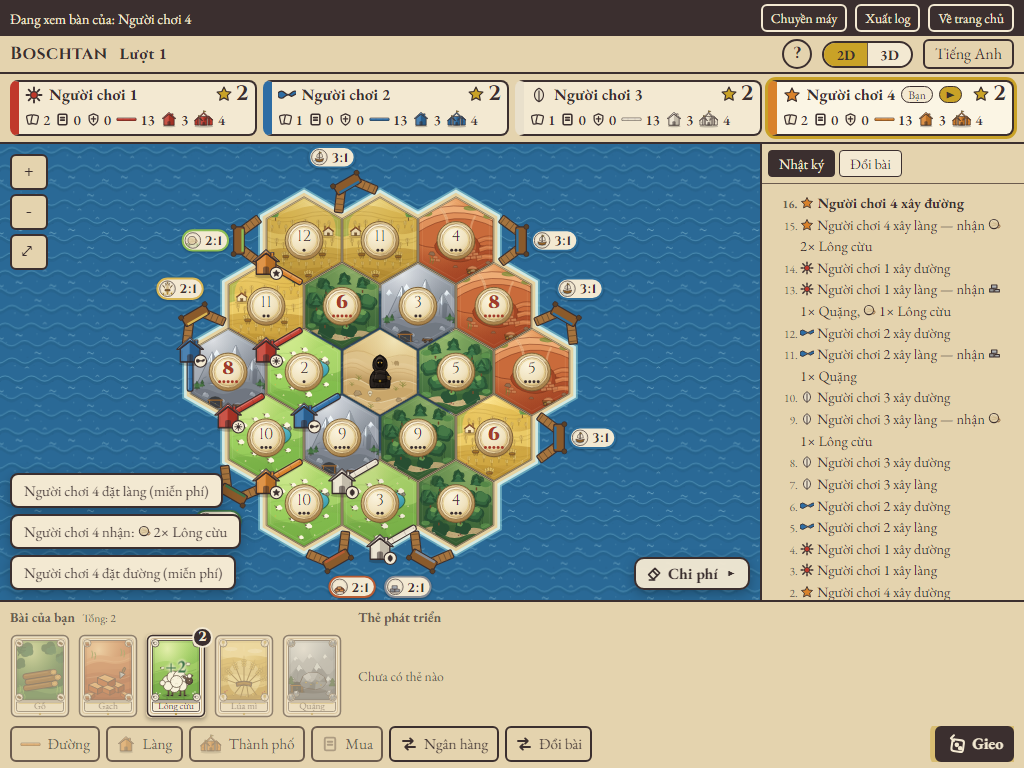 Đang xem bàn của: Người chơi 4
Chuyền máy
Xuất log
Về trang chủ
BOSCHTAN Lượt 1
?
2D 3D
Tiếng Anh
Người chơi 1 2
2 0 0 13 3 4
Người chơi 2 2
1 0 0 13 3 4
Người chơi 3 2
1 0 0 13 3 4
Người chơi 4 Bạn 2
2 0 0 13 3 4
+
-
3:1
2:1
3:1
2:1
3:1
12 11 4
11 6 3 8
8 2 5 5
10 9 9 6
3:1
10 3 4
2:1 2:1
Người chơi 4 đặt làng (miễn phí)
Người chơi 4 nhận: 2× Lông cừu
Người chơi 4 đặt đường (miễn phí)
Chi phí
Nhật ký
Đổi bài
16. Người chơi 4 xây đường
15. Người chơi 4 xây làng — nhận
2× Lông cừu
14. Người chơi 1 xây đường
13. Người chơi 1 xây làng — nhận
1× Quặng, 1× Lông cừu
12. Người chơi 2 xây đường
11. Người chơi 2 xây làng — nhận
1× Quặng
10. Người chơi 3 xây đường
9. Người chơi 3 xây làng — nhận
1× Lông cừu
8. Người chơi 3 xây đường
7. Người chơi 3 xây làng
6. Người chơi 2 xây đường
5. Người chơi 2 xây làng
4. Người chơi 1 xây đường
3. Người chơi 1 xây làng
2. Người chơi 4 xây đường
Bài của bạn Tổng: 2
Gỗ
Gạch
2
+2
Lông cừu
Lúa mì
Quặng
Thẻ phát triển
Chưa có thẻ nào
Đường
Làng
Thành phố
Mua
Ngân hàng
Đổi bài
Gieo